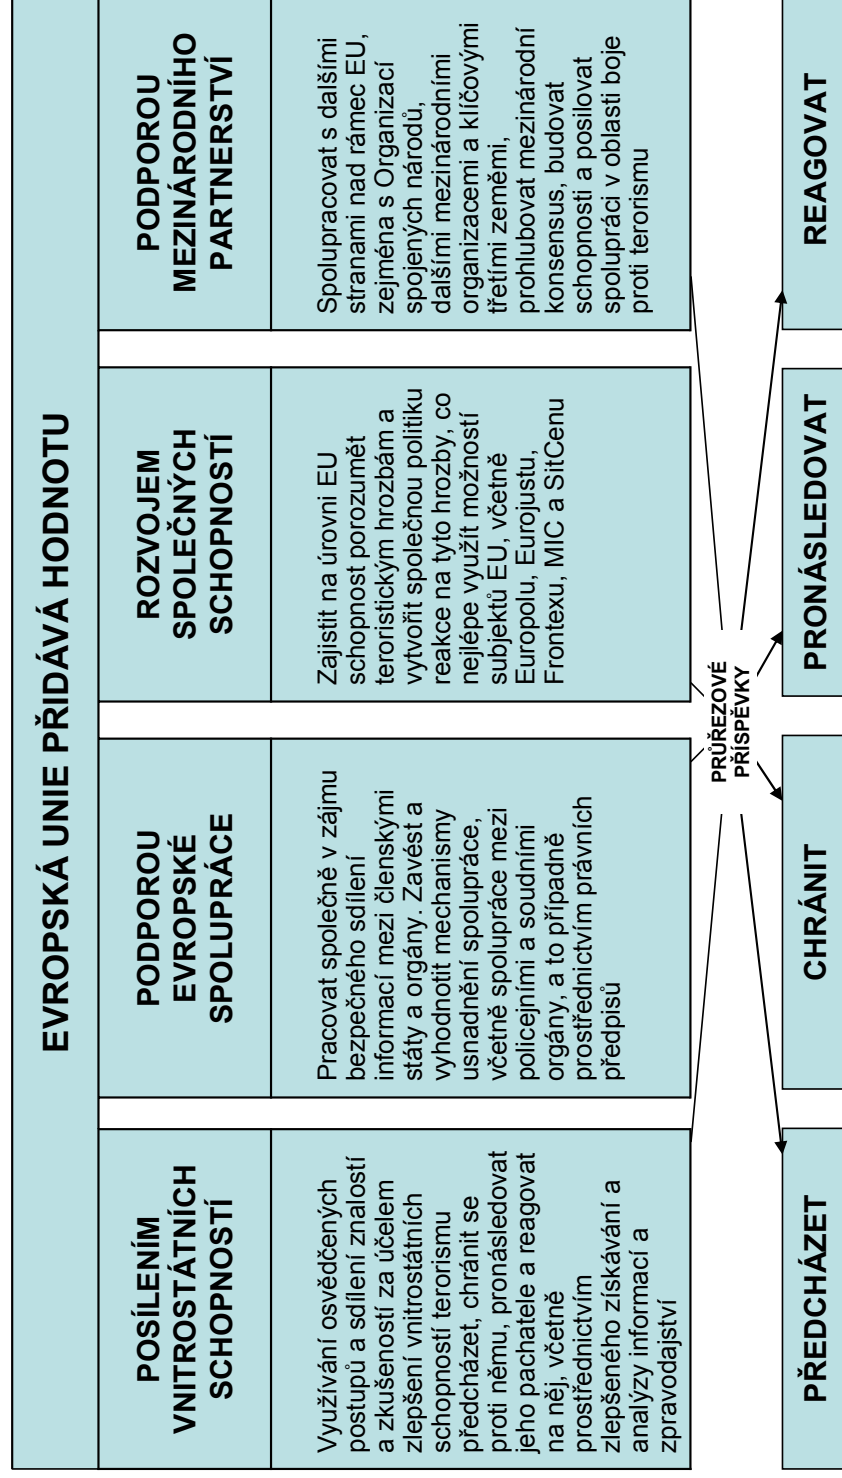 EVROPSKÁ UNIE PŘIDÁVÁ HODNOTU
POSÍLENÍM
VNITROSTÁTNÍCH
SCHOPNOSTÍ
Využívání osvědčených
postupů a sdílení znalostí
a zkušeností za účelem
zlepšení vnitrostátních
schopností terorismu
předcházet, chránit se
proti němu, pronásledovat
jeho pachatele a reagovat
na něj, včetně
prostřednictvím
zlepšeného získávání a
analýzy informací a
zpravodajství
PODPOROU
EVROPSKÉ
SPOLUPRÁCE
Pracovat společně v zájmu
bezpečného sdílení
informací mezi členskými
státy a orgány. Zavést a
vyhodnotit mechanismy
usnadnění spolupráce,
včetně spolupráce mezi
policejními a soudními
orgány, a to případně
prostřednictvím právních
předpisů
ROZVOJEM
SPOLEČNÝCH
SCHOPNOSTÍ
Zajistit na úrovni EU
schopnost porozumět
teroristickým hrozbám a
vytvořit společnou politiku
reakce na tyto hrozby, co
nejlépe využít možností
subjektů EU, včetně
Europolu, Eurojustu,
Frontexu, MIC a SitCenu
PODPOROU
MEZINÁRODNÍHO
PARTNERSTVÍ
Spolupracovat s dalšími
stranami nad rámec EU,
zejména s Organizací
spojených národů,
dalšími mezinárodními
organizacemi a klíčovými
třetími zeměmi,
prohlubovat mezinárodní
konsensus, budovat
schopnosti a posilovat
spolupráci v oblasti boje
proti terorismu
PRŮŘEZOVÉ
PŘÍSPĚVKY
PŘEDCHÁZET
CHRÁNIT
PRONÁSLEDOVAT
REAGOVAT